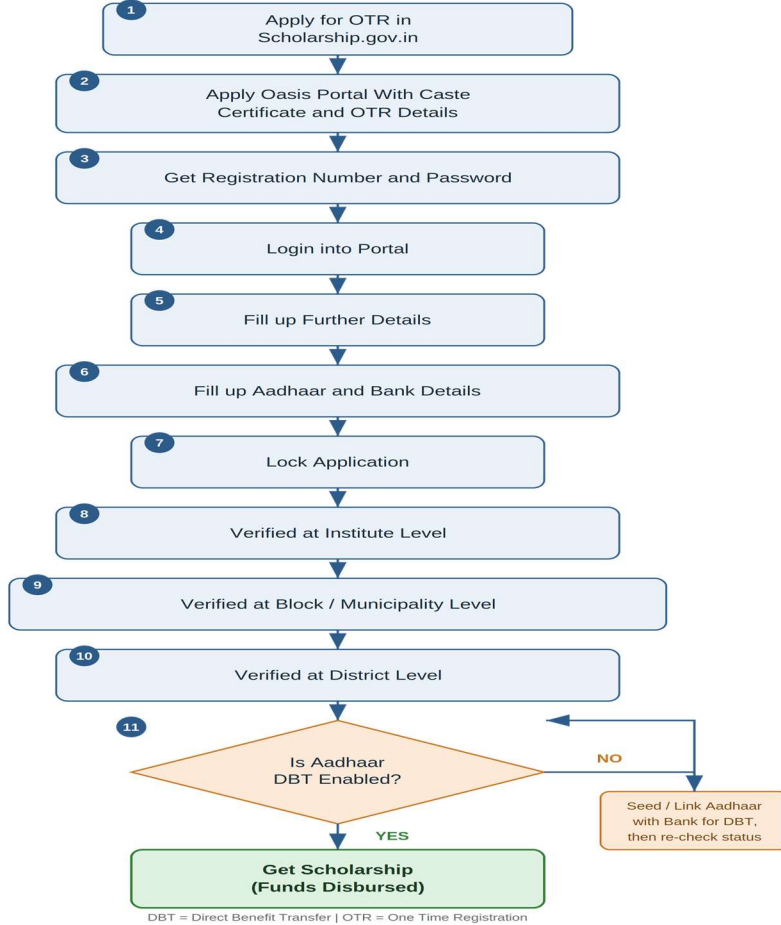 1
Apply for OTR in
Scholarship.gov.in
2
Apply Oasis Portal With Caste
Certificate and OTR Details
3
Get Registration Number and Password
4
Login into Portal
5
Fill up Further Details
6
Fill up Aadhaar and Bank Details
7
Lock Application
8
Verified at Institute Level
9
Verified at Block / Municipality Level
10
Verified at District Level
11
Is Aadhaar
DBT Enabled?
NO
Seed / Link Aadhaar
with Bank for DBT,
then re-check status
YES
Get Scholarship
(Funds Disbursed)
DBT = Direct Benefit Transfer | OTR = One Time Registration